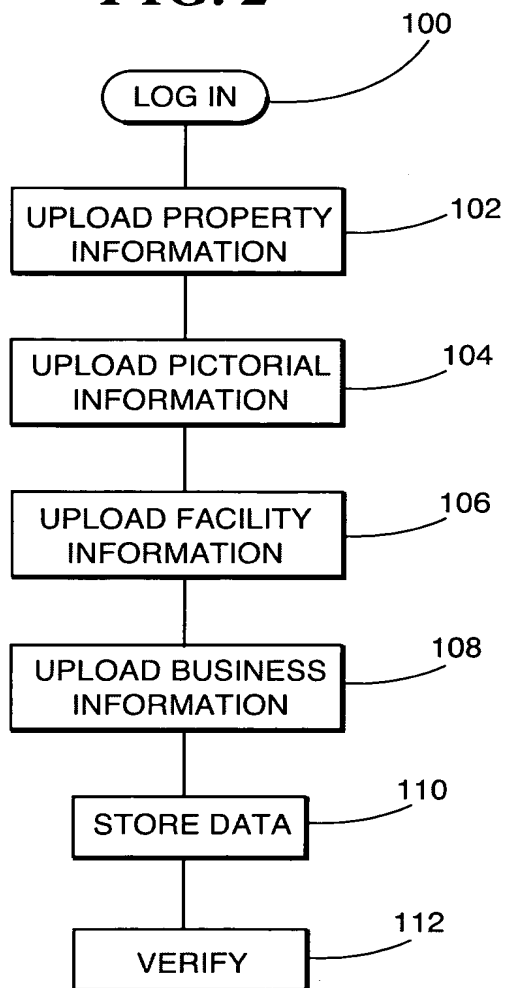 FIG. 2
100
LOG IN
102
UPLOAD PROPERTY
INFORMATION
104
UPLOAD PICTORIAL
INFORMATION
106
UPLOAD FACILITY
INFORMATION
108
UPLOAD BUSINESS
INFORMATION
110
STORE DATA
112
VERIFY